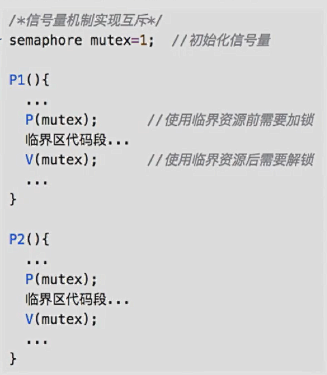 /*信号量机制实现互斥*/
semaphore mutex=1;  //初始化信号量
P1(){
...
P(mutex);  //使用临界资源前需要加锁
临界区代码段...
V(mutex);  //使用临界资源后需要解锁
...
}
P2(){
...
P(mutex);
临界区代码段...
V(mutex);
...
}